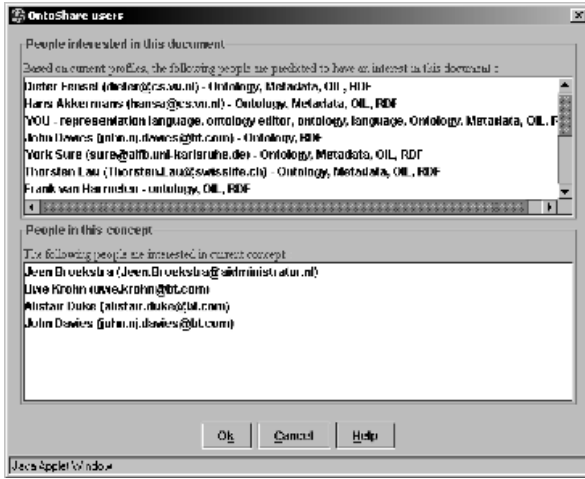 OntoShare users
People interested in this document
Based on current profiles, the following people are predicted to have an interest in this document :
Dieter Fensel (dieter@cs.vu.nl) - Ontology, Metadata, OIL, RDF
Hans Akkermans (hansa@cs.vu.nl) - Ontology, Metadata, OIL, RDF
YOU - representation language, ontology editor, ontology, language, Ontology, Metadata, OIL, F
John Davies (john.nj.davies@bt.com) - Ontology, RDF
York Sure (sure@aifb.uni-karlsruhe.de) - Ontology, Metadata, OIL, RDF
Thorsten Lau (Thorsten.Lau@swisslife.ch) - Ontology, Metadata, OIL, RDF
Frank van Harmelen - ontology, OIL, RDF
People in this concept
The following people are interested in current concept
Jeen Broekstra (Jeen.Broekstra@aidministrator.nl)
Uwe Krohn (uwe.krohn@bt.com)
Alistair Duke (alistair.duke@bt.com)
John Davies (john.nj.davies@bt.com)
Ok Cancel Help
Java Applet Window